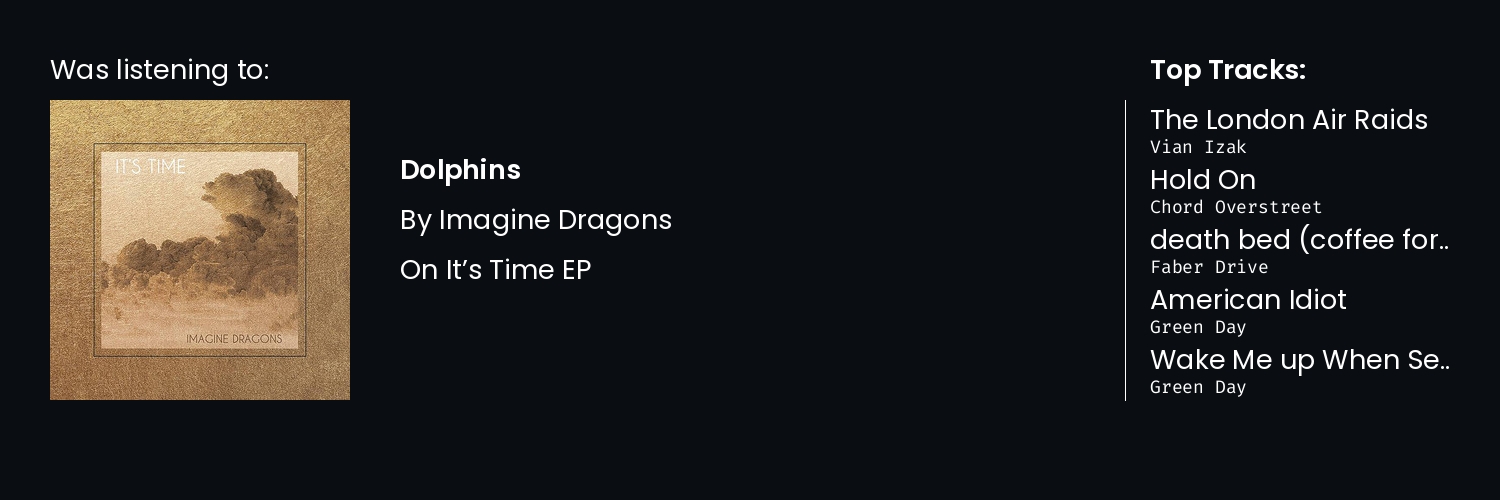 Was listening to:
IT'S TIME
IMAGINE DRAGONS
Dolphins
By Imagine Dragons
On It’s Time EP
Top Tracks:
The London Air Raids
Vian Izak
Hold On
Chord Overstreet
death bed (coffee for..
Faber Drive
American Idiot
Green Day
Wake Me up When Se..
Green Day